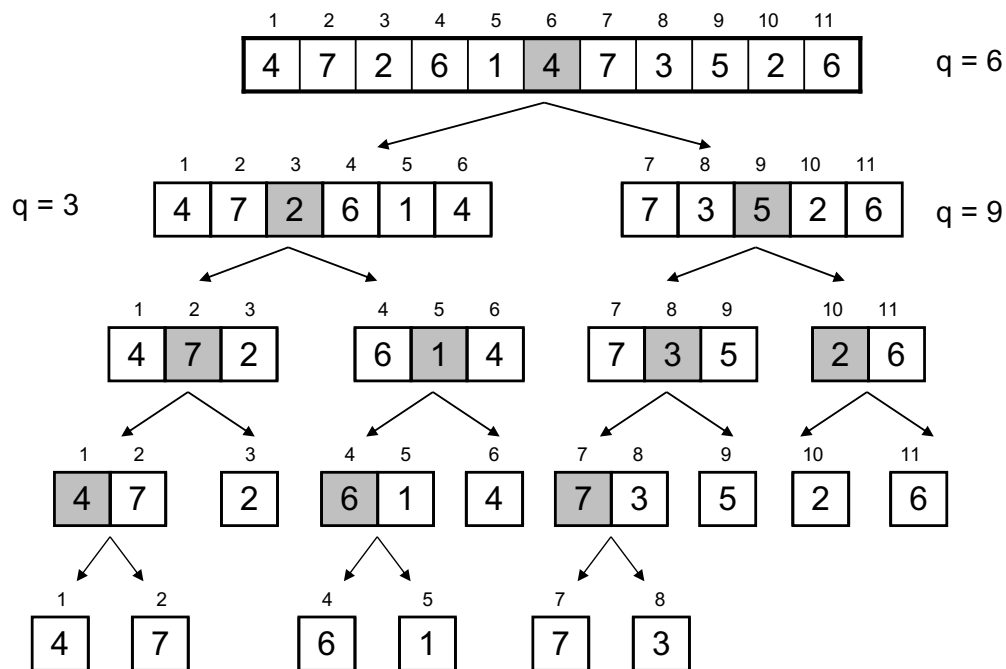 1 2 3 4 5 6 7 8 9 10 11
4 7 2 6 1 4 7 3 5 2 6 q = 6
1 2 3 4 5 6 7 8 9 10 11
q = 3 4 7 2 6 1 4 7 3 5 2 6 q = 9
1 2 3 4 5 6 7 8 9 10 11
4 7 2 6 1 4 7 3 5 2 6
1 2 3 4 5 6 7 8 9 10 11
4 7 2 6 1 4 7 3 5 2 6
1 2 4 5 7 8
4 7 6 1 7 3